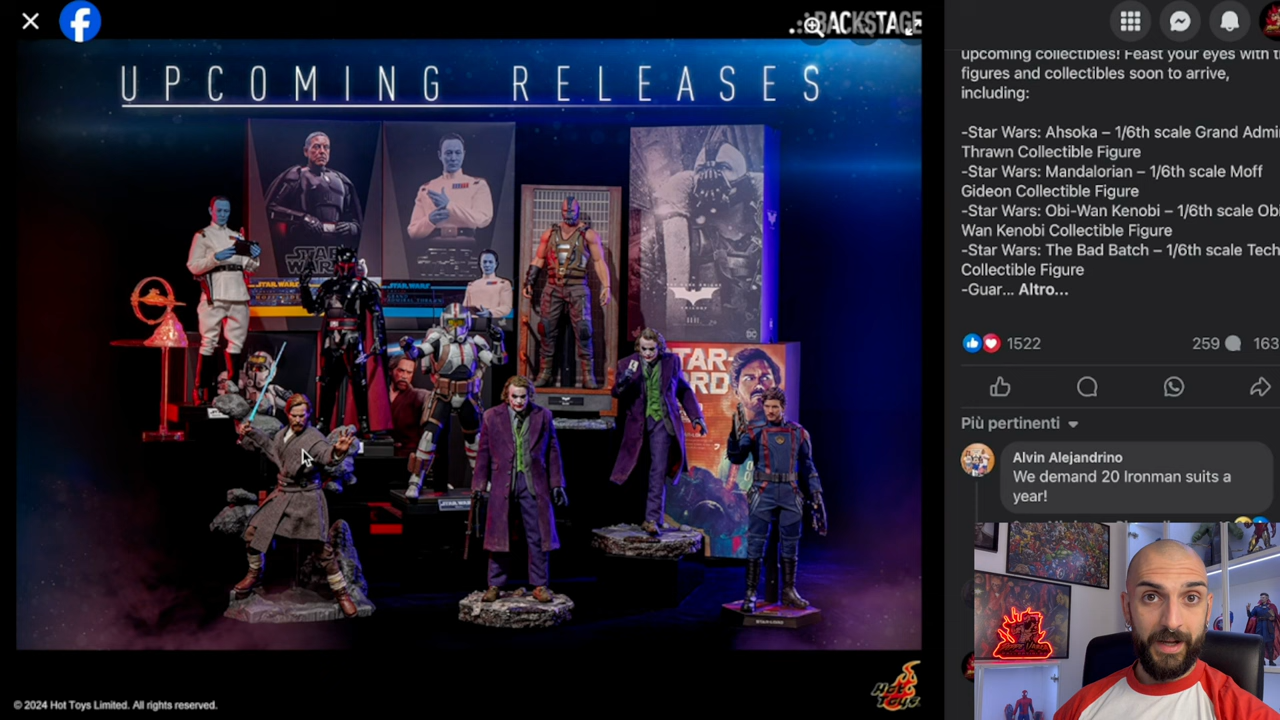 BACKSTAGE
UPCOMING RELEASES
STAR WARS
STAR-LORD
© 2024 Hot Toys Limited. All rights reserved.
HOT TOYS
upcoming collectibles! Feast your eyes with
figures and collectibles soon to arrive,
including:
-Star Wars: Ahsoka – 1/6th scale Grand
Thrawn Collectible Figure
-Star Wars: Mandalorian – 1/6th scale Moff
Gideon Collectible Figure
-Star Wars: Obi-Wan Kenobi – 1/6th scale
Wan Kenobi Collectible Figure
-Star Wars: The Bad Batch – 1/6th scale Tech
Collectible Figure
-Guar... Altro...
1522
259
163
Più pertinenti
Alvin Alejandrino
We demand 20 Ironman suits a
year!